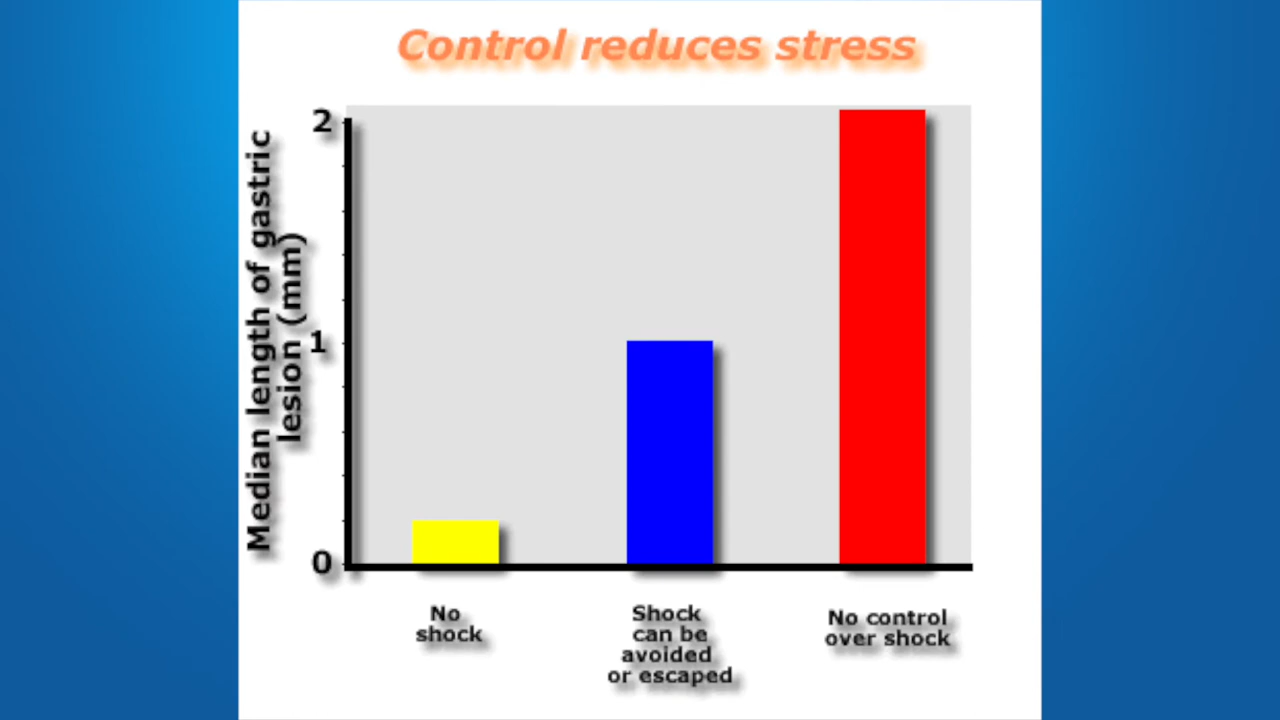 Control reduces stress
Median length of gastric
lesion (mm)
2
1
0
No
shock
Shock
can be
avoided
or escaped
No control
over shock